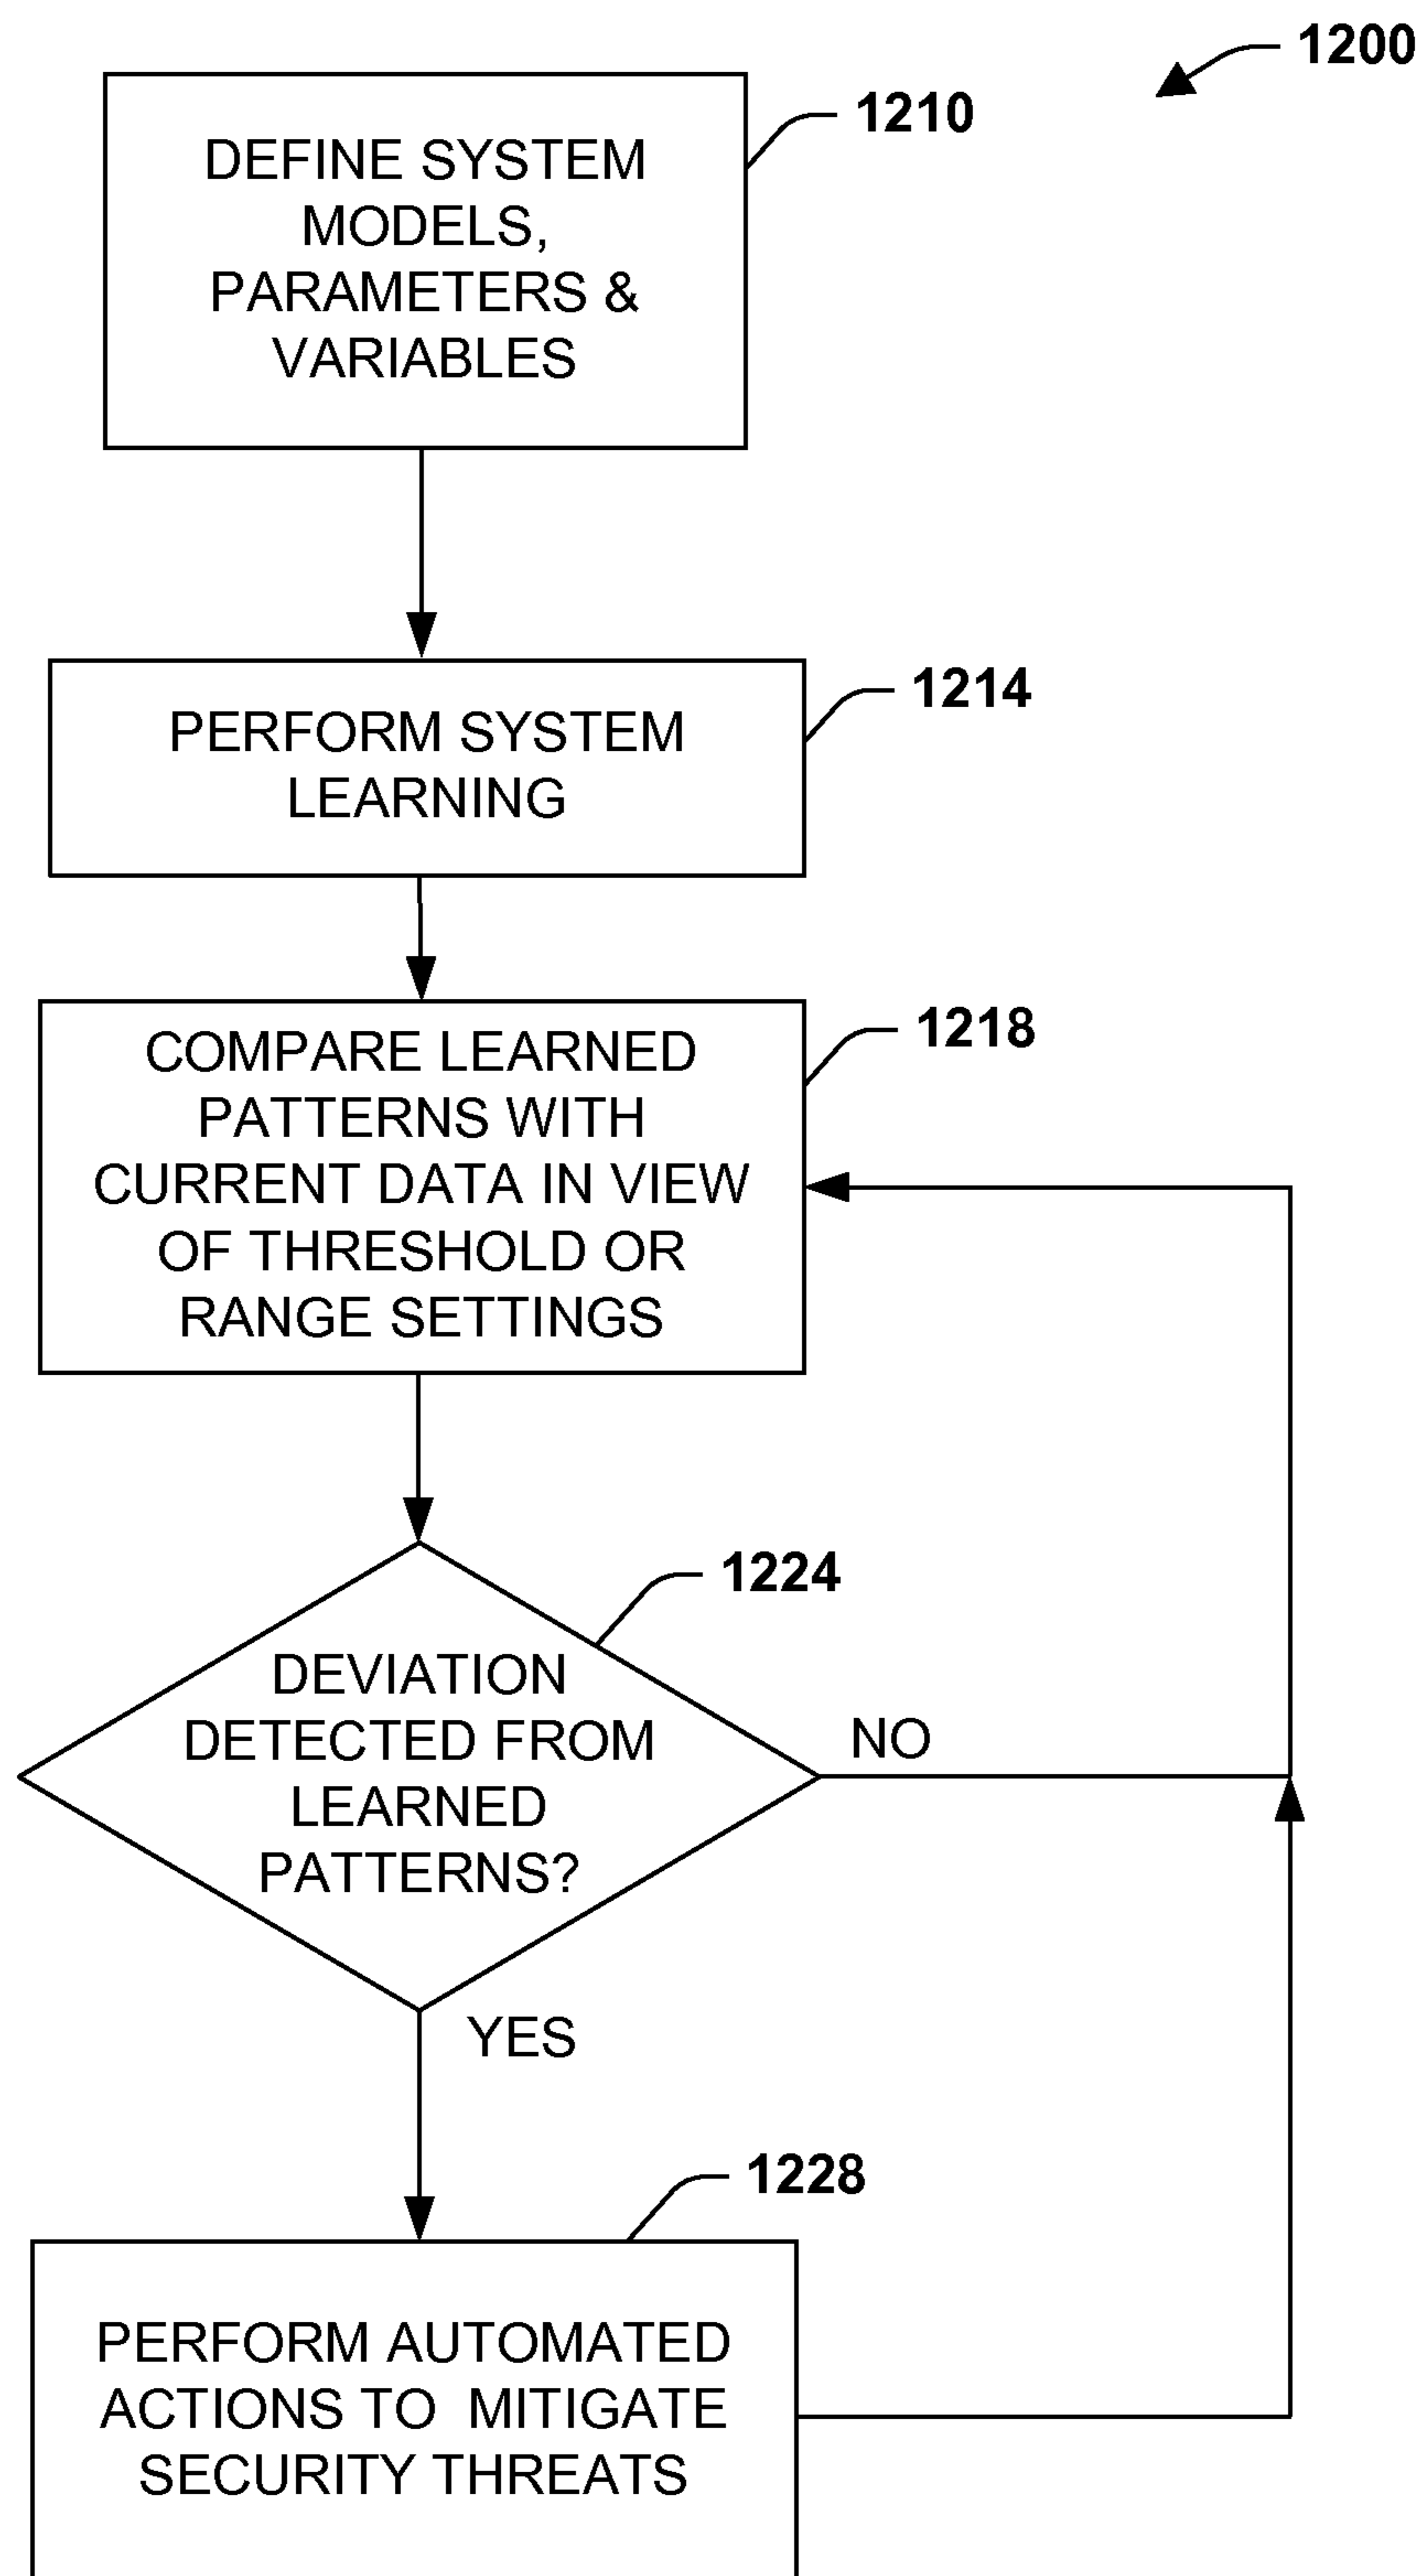 1200
1210
DEFINE SYSTEM
MODELS,
PARAMETERS &
VARIABLES
1214
PERFORM SYSTEM
LEARNING
1218
COMPARE LEARNED
PATTERNS WITH
CURRENT DATA IN VIEW
OF THRESHOLD OR
RANGE SETTINGS
1224
DEVIATION
DETECTED FROM
LEARNED
PATTERNS?
NO
YES
1228
PERFORM AUTOMATED
ACTIONS TO MITIGATE
SECURITY THREATS